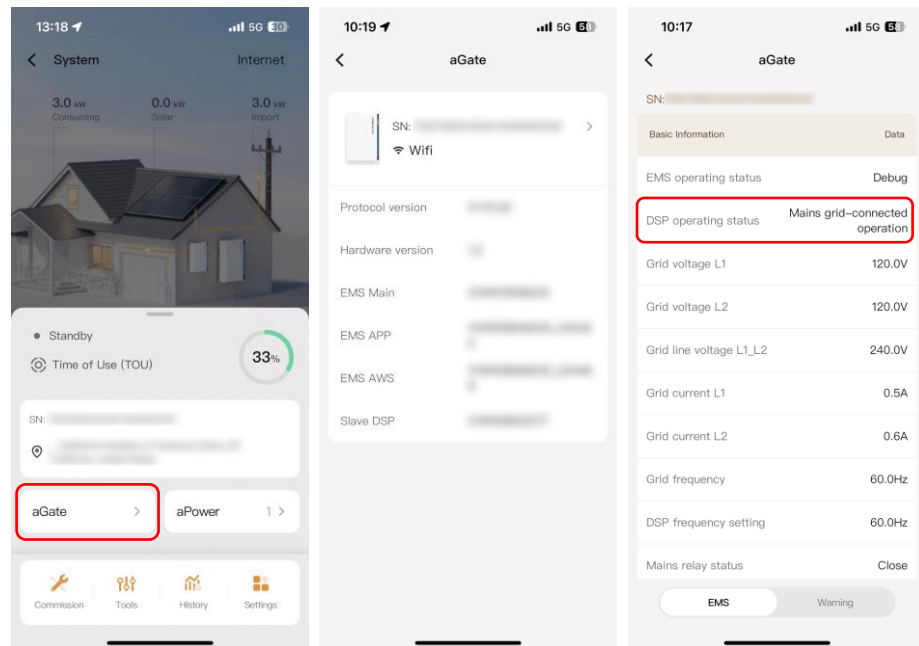 13:18
5G 30
System
Internet
3.0 kW
0.0 kW
3.0 kW
Consuming
Solar
Import
Standby
Time of Use (TOU)
33%
SN:
aGate
aPower
1
Commission
Tools
History
Settings
10:19
5G 58
aGate
SN:
Wifi
Protocol version
Hardware version
EMS Main
EMS APP
EMS AWS
Slave DSP
10:17
5G 58
aGate
SN:
Basic Information
Data
EMS operating status
Debug
DSP operating status
Mains grid-connected
operation
Grid voltage L1
120.0V
Grid voltage L2
120.0V
Grid line voltage L1_L2
240.0V
Grid current L1
0.5A
Grid current L2
0.6A
Grid frequency
60.0Hz
DSP frequency setting
60.0Hz
Mains relay status
Close
EMS
Warning